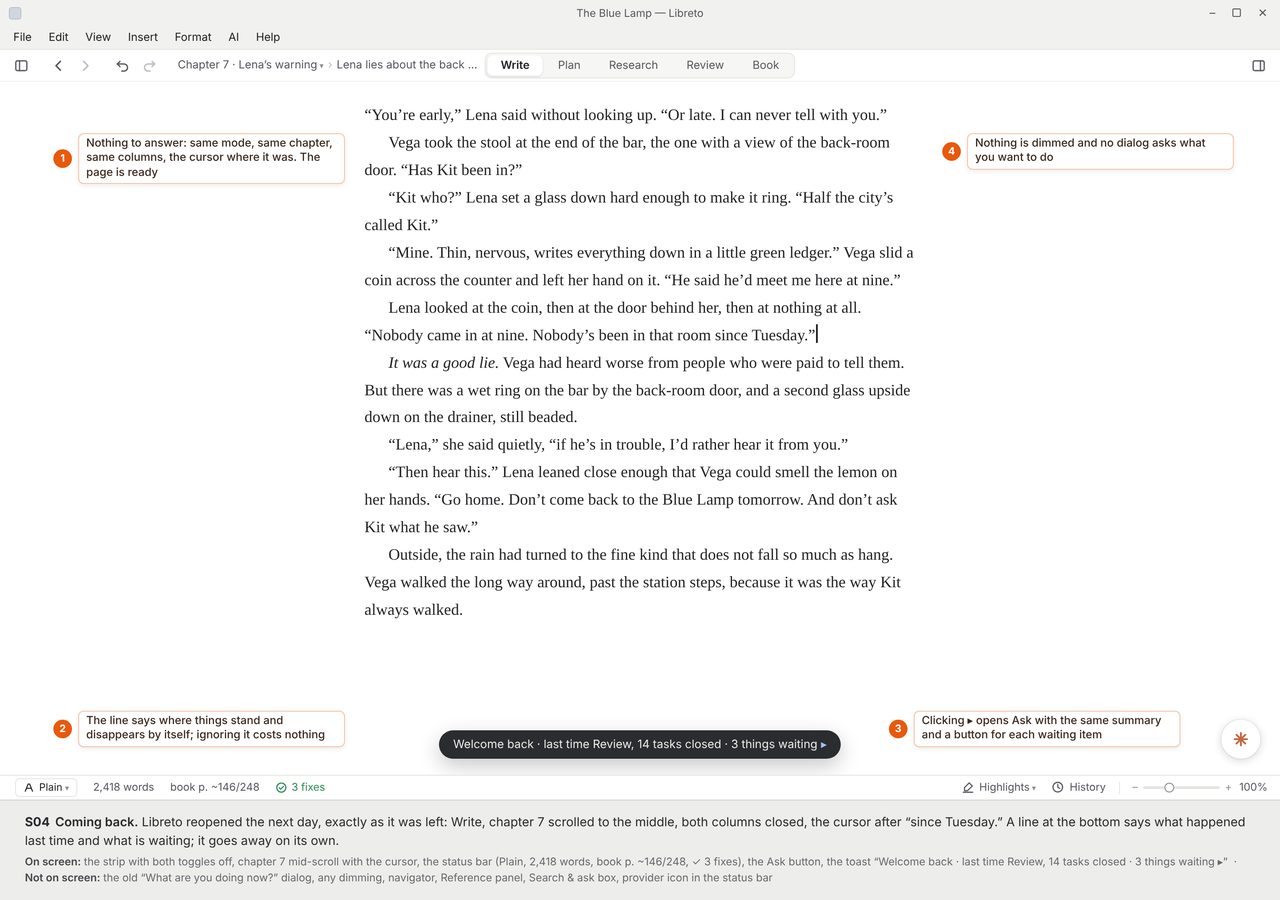 The Blue Lamp — Libreto
File Edit View Insert Format AI Help
Chapter 7 · Lena’s warning ▾ › Lena lies about the back ... Write Plan Research Review Book
“You’re early,” Lena said without looking up. “Or late. I can never tell with you.”
Vega took the stool at the end of the bar, the one with a view of the back-room
door. “Has Kit been in?”
“Kit who?” Lena set a glass down hard enough to make it ring. “Half the city’s
called Kit.”
“Mine. Thin, nervous, writes everything down in a little green ledger.” Vega slid a
coin across the counter and left her hand on it. “He said he’d meet me here at nine.”
Lena looked at the coin, then at the door behind her, then at nothing at all.
“Nobody came in at nine. Nobody’s been in that room since Tuesday.”
It was a good lie. Vega had heard worse from people who were paid to tell them.
But there was a wet ring on the bar by the back-room door, and a second glass upside
down on the drainer, still beaded.
“Lena,” she said quietly, “if he’s in trouble, I’d rather hear it from you.”
“Then hear this.” Lena leaned close enough that Vega could smell the lemon on
her hands. “Go home. Don’t come back to the Blue Lamp tomorrow. And don’t ask
Kit what he saw.”
Outside, the rain had turned to the fine kind that does not fall so much as hang.
Vega walked the long way around, past the station steps, because it was the way Kit
always walked.
1
Nothing to answer: same mode, same chapter,
same columns, the cursor where it was. The
page is ready
4
Nothing is dimmed and no dialog asks what
you want to do
2
The line says where things stand and
disappears by itself; ignoring it costs nothing
Welcome back · last time Review, 14 tasks closed · 3 things waiting ▸
3
Clicking ▸ opens Ask with the same summary
and a button for each waiting item
A Plain ▾ 2,418 words book p. ~146/248 3 fixes Highlights ▾ History − + 100%
S04 Coming back. Libreto reopened the next day, exactly as it was left: Write, chapter 7 scrolled to the middle, both columns closed, the cursor after “since Tuesday.” A line at the bottom says what happened
last time and what is waiting; it goes away on its own.
On screen: the strip with both toggles off, chapter 7 mid-scroll with the cursor, the status bar (Plain, 2,418 words, book p. ~146/248, ✓ 3 fixes), the Ask button, the toast “Welcome back · last time Review, 14 tasks closed · 3 things waiting ▸” ·
Not on screen: the old “What are you doing now?” dialog, any dimming, navigator, Reference panel, Search & ask box, provider icon in the status bar